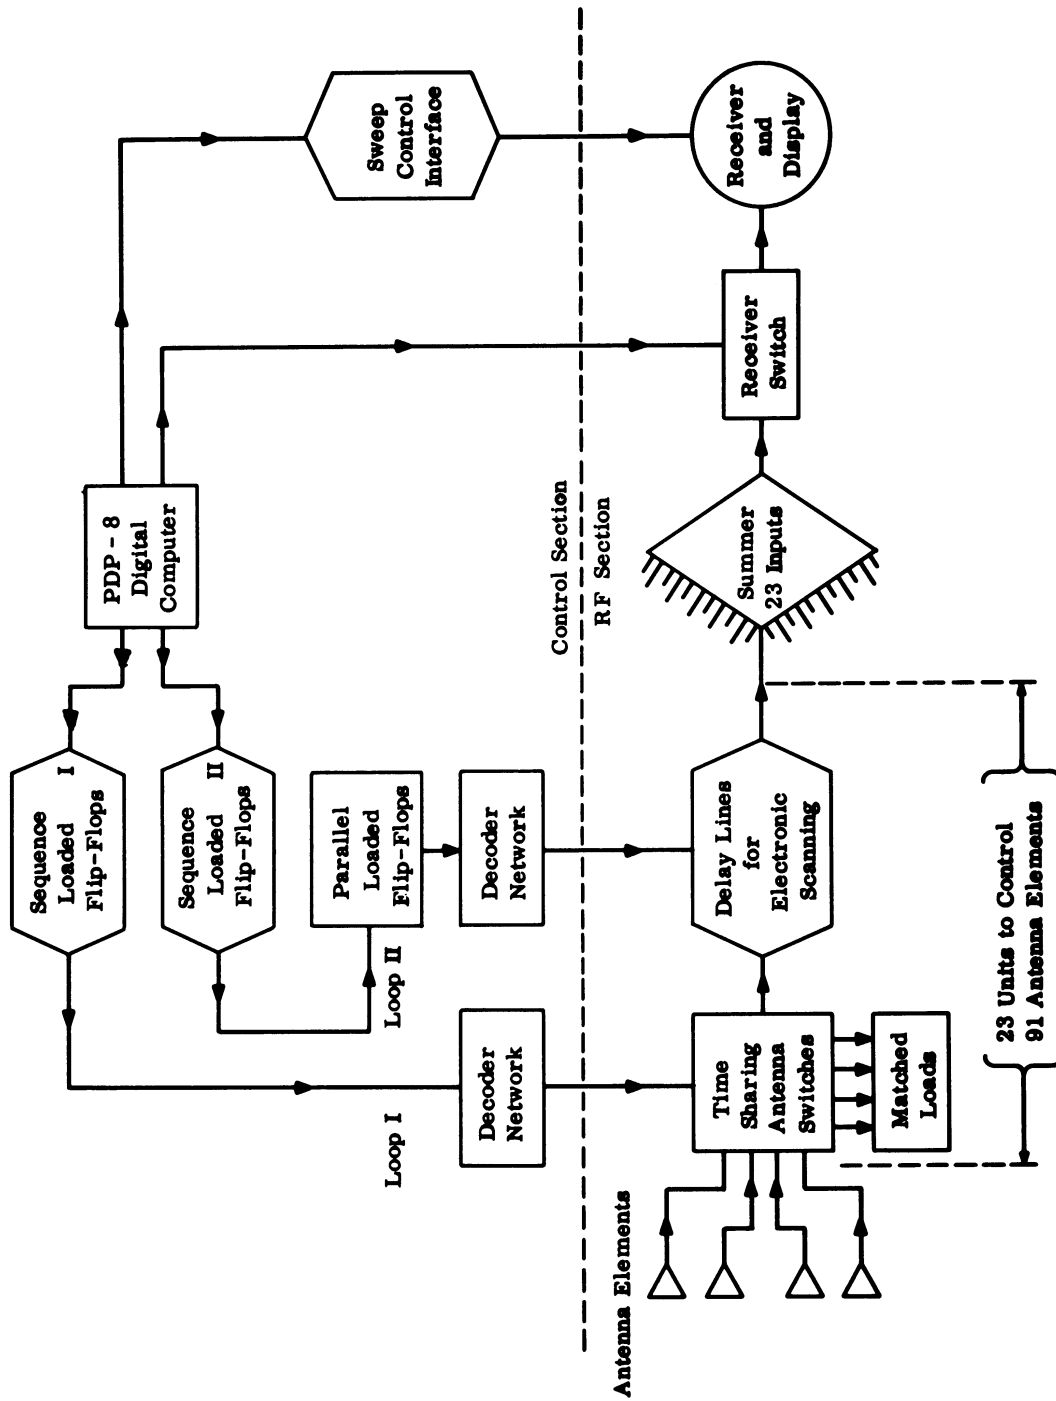 PDP - 8
Digital
Computer
Sequence
Loaded
Flip-Flops
I
Sequence
Loaded
Flip-Flops
II
Parallel
Loaded
Flip-Flops
Sweep
Control
Interface
Loop I
Loop II
Decoder
Network
Decoder
Network
Control Section
RF Section
Antenna Elements
Time
Sharing
Antenna
Switches
Matched
Loads
Delay Lines
for
Electronic
Scanning
Summer
23 Inputs
Receiver
Switch
Receiver
and
Display
23 Units to Control
91 Antenna Elements